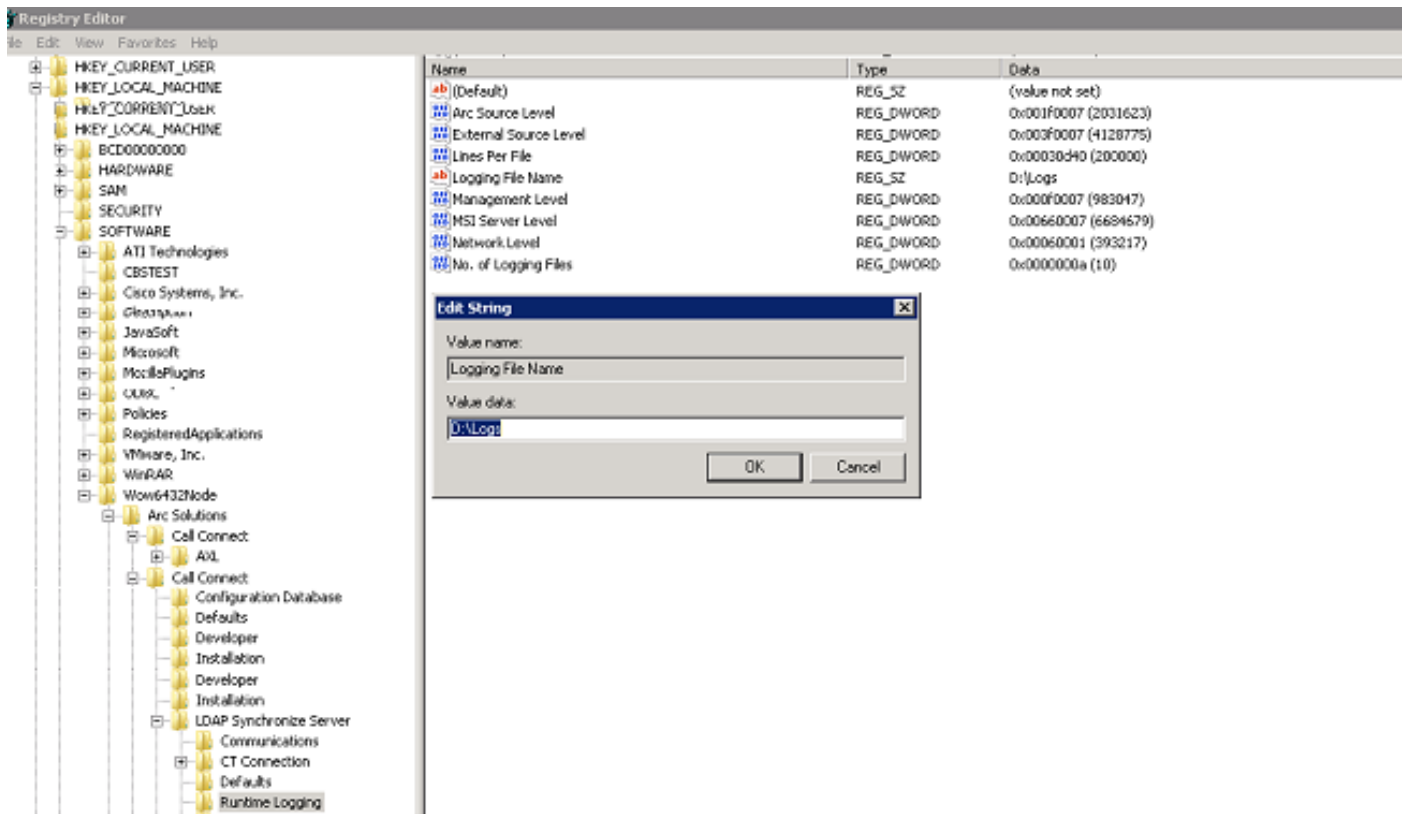 Registry Editor
Edit View Favorites Help
HKEY_CURRENT_USER
HKEY_LOCAL_MACHINE
HKEY_CURRENT_USER
HKEY_LOCAL_MACHINE
BCD00000000
HARDWARE
SAM
SECURITY
SOFTWARE
ATI Technologies
CBSTEST
Cisco Systems, Inc.
JavaSoft
Microsoft
MozillaPlugins
Policies
RegisteredApplications
VMware, Inc.
WinRAR
Wow6432Node
Arc Solutions
Call Connect
AXL
Call Connect
Configuration Database
Defaults
Developer
Installation
Developer
Installation
LDAP Synchronize Server
Communications
CT Connection
Defaults
Runtime Logging
Name Type Data
(Default) REG_SZ (value not set)
Arc Source Level REG_DWORD 0x001f0007 (2031623)
External Source Level REG_DWORD 0x003f0007 (4128775)
Lines Per File REG_DWORD 0x00030d40 (200000)
Logging File Name REG_SZ D:\Logs
Management Level REG_DWORD 0x000f0007 (983047)
MSI Server Level REG_DWORD 0x00660007 (6684679)
Network Level REG_DWORD 0x00060001 (393217)
No. of Logging Files REG_DWORD 0x0000000a (10)
Edit String
Value name:
Logging File Name
Value data:
D:\Logs
OK Cancel